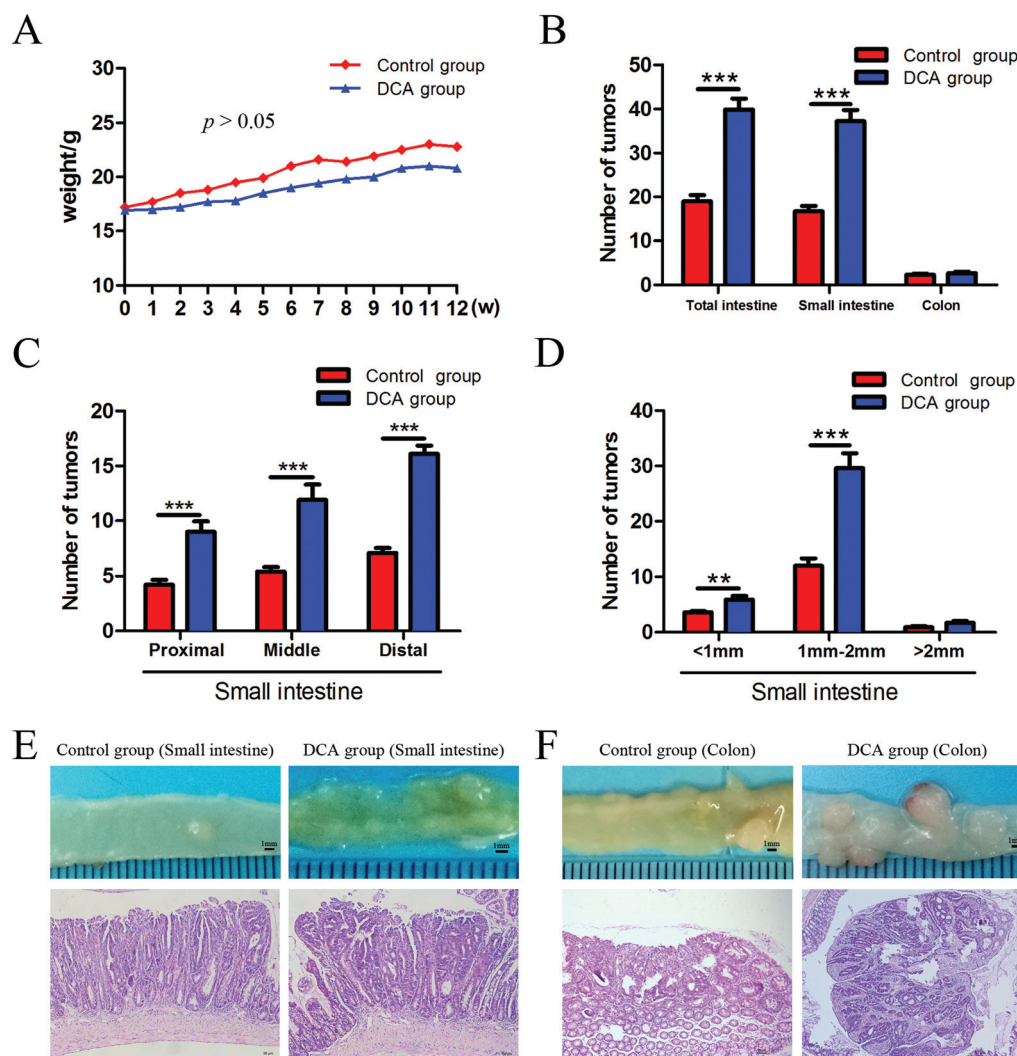 A
weight/g
30
25
20
15
10
Control group
DCA group
p > 0.05
0 1 2 3 4 5 6 7 8 9 10 11 12 (w)
B
Number of tumors
50
40
30
20
10
0
Control group
DCA group
***
***
Total intestine Small intestine Colon
C
Number of tumors
20
15
10
5
0
Control group
DCA group
***
***
***
Proximal Middle Distal
Small intestine
D
Number of tumors
40
30
20
10
0
Control group
DCA group
**
***
<1mm 1mm-2mm >2mm
Small intestine
E
Control group (Small intestine) DCA group (Small intestine)
1mm
1mm
F
Control group (Colon) DCA group (Colon)
1mm